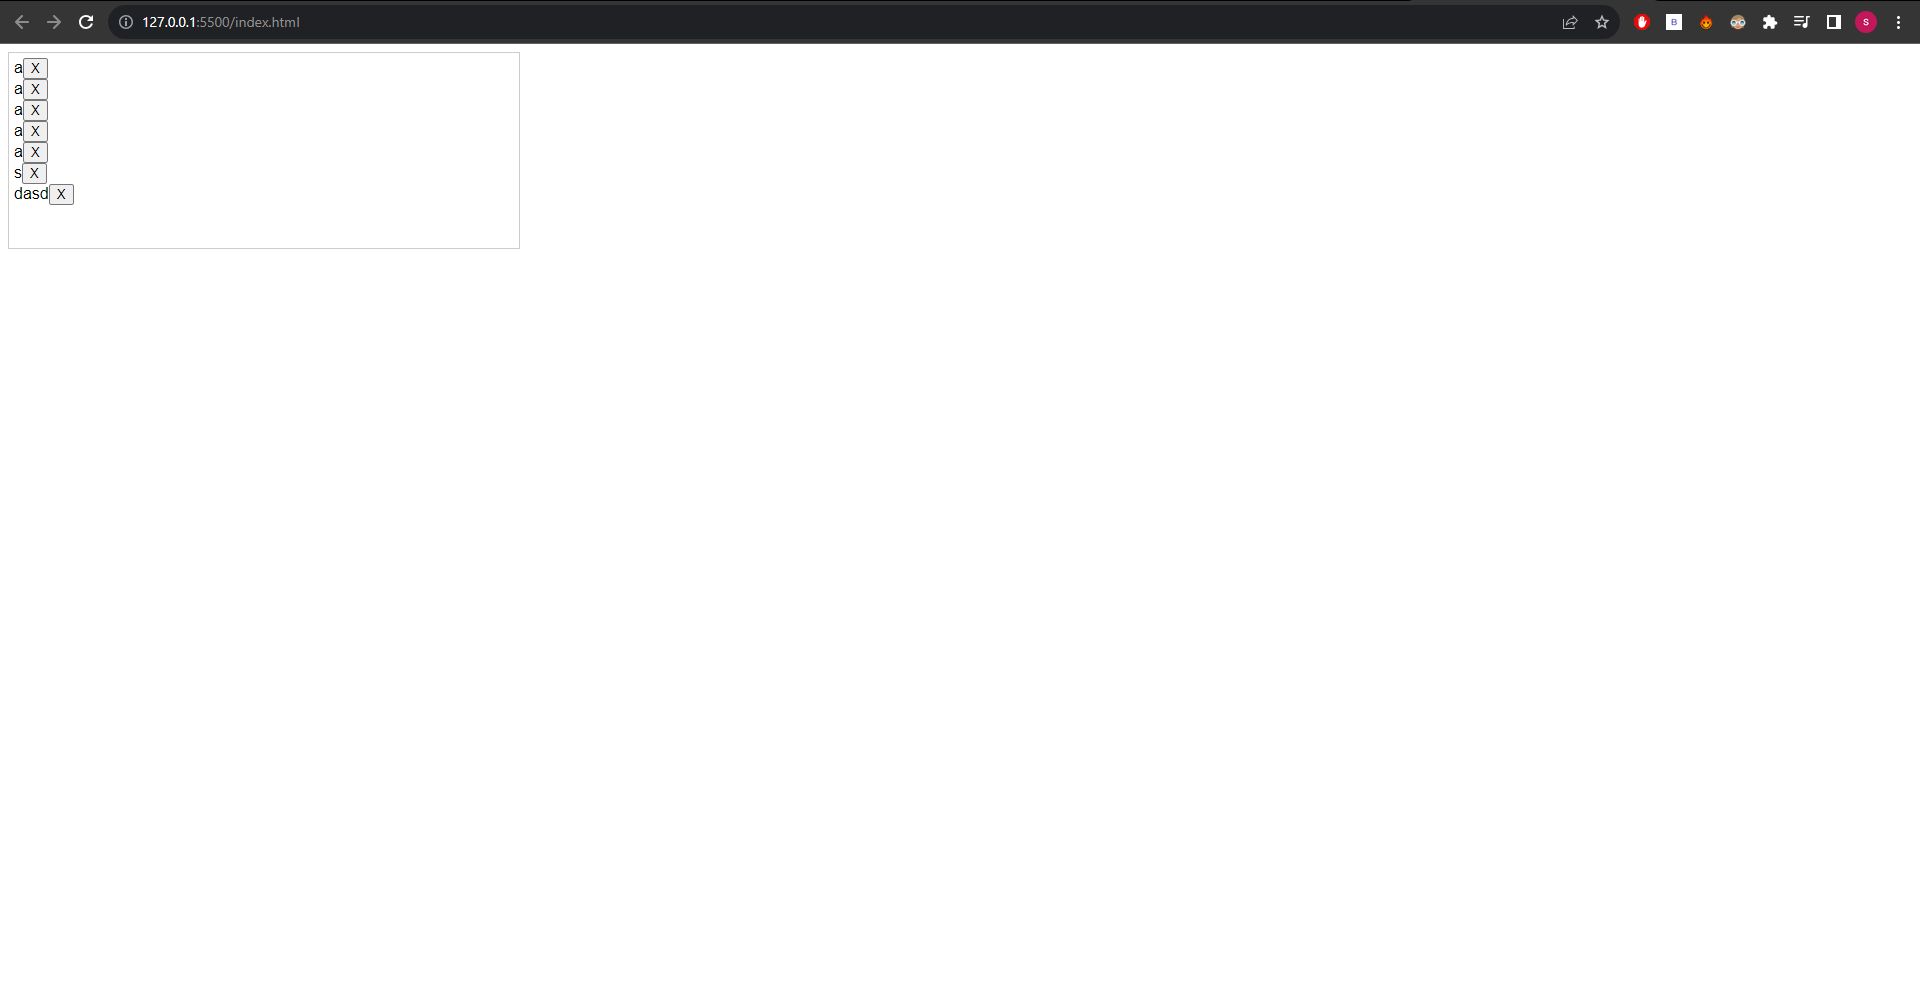 127.0.0.1:5500/index.html
B
S
a X
a X
a X
a X
a X
s X
dasd X